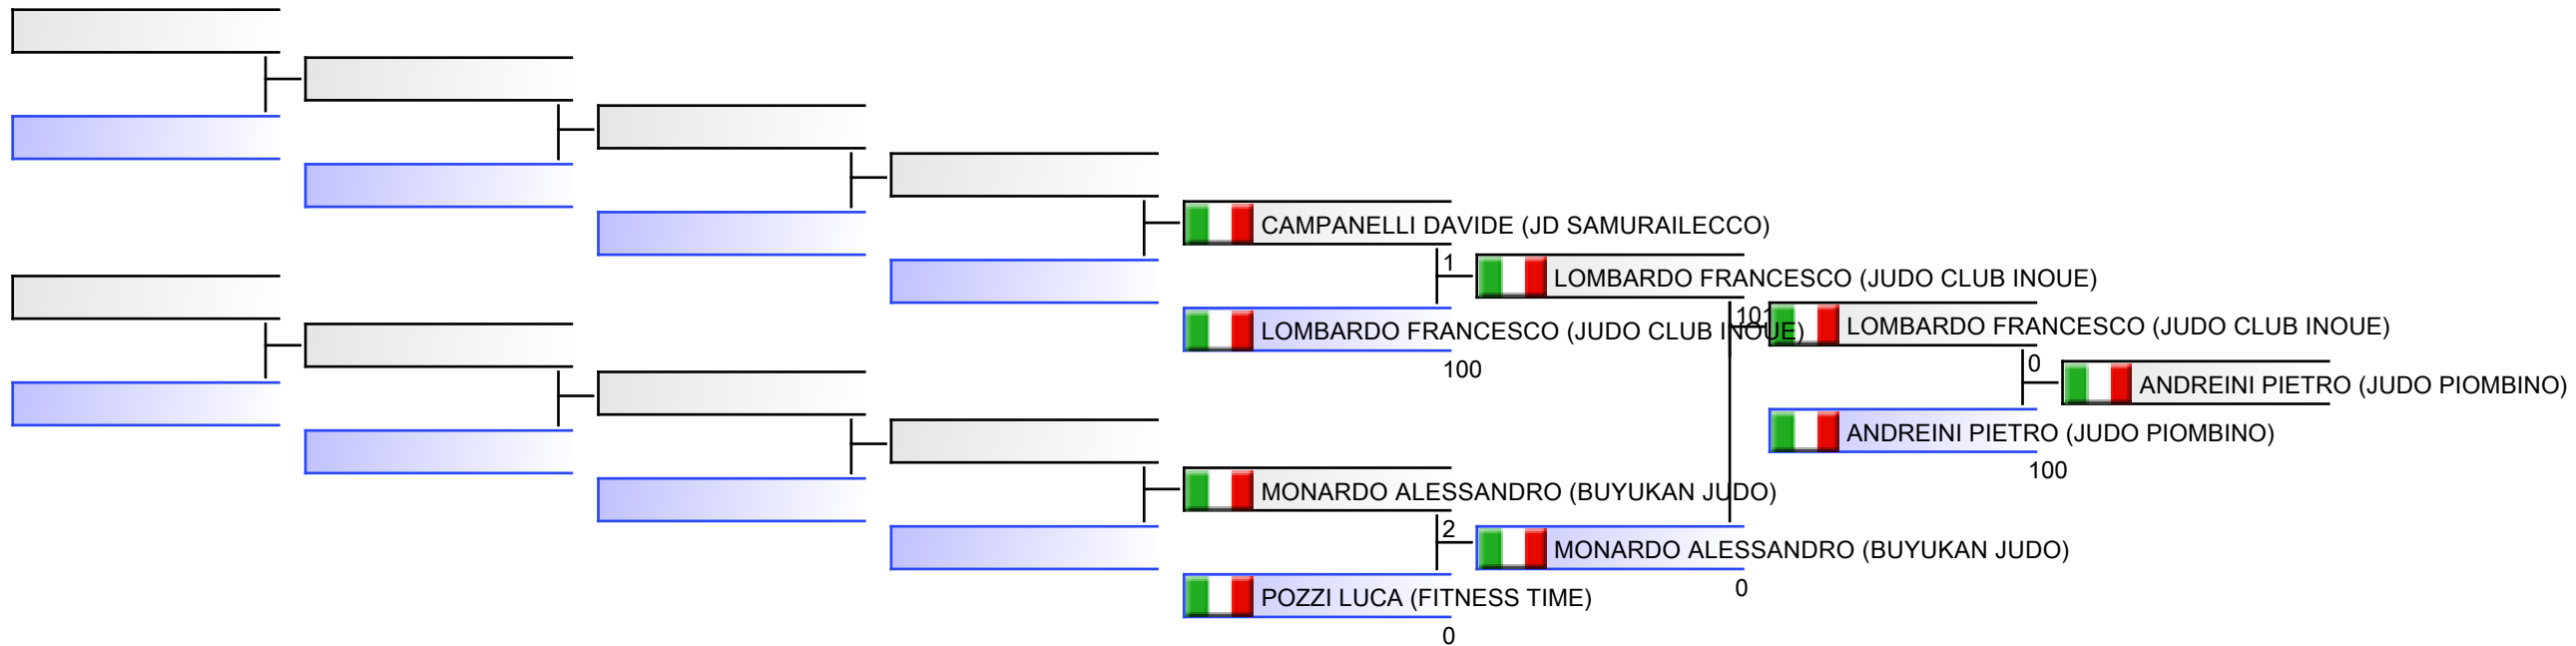 CAMPANELLI DAVIDE (JD SAMURAILECCO)
1
LOMBARDO FRANCESCO (JUDO CLUB INOUE)
LOMBARDO FRANCESCO (JUDO CLUB INOUE)
100
101
LOMBARDO FRANCESCO (JUDO CLUB INOUE)
0
ANDREINI PIETRO (JUDO PIOMBINO)
ANDREINI PIETRO (JUDO PIOMBINO)
100
MONARDO ALESSANDRO (BUYUKAN JUDO)
2
MONARDO ALESSANDRO (BUYUKAN JUDO)
0
POZZI LUCA (FITNESS TIME)
0